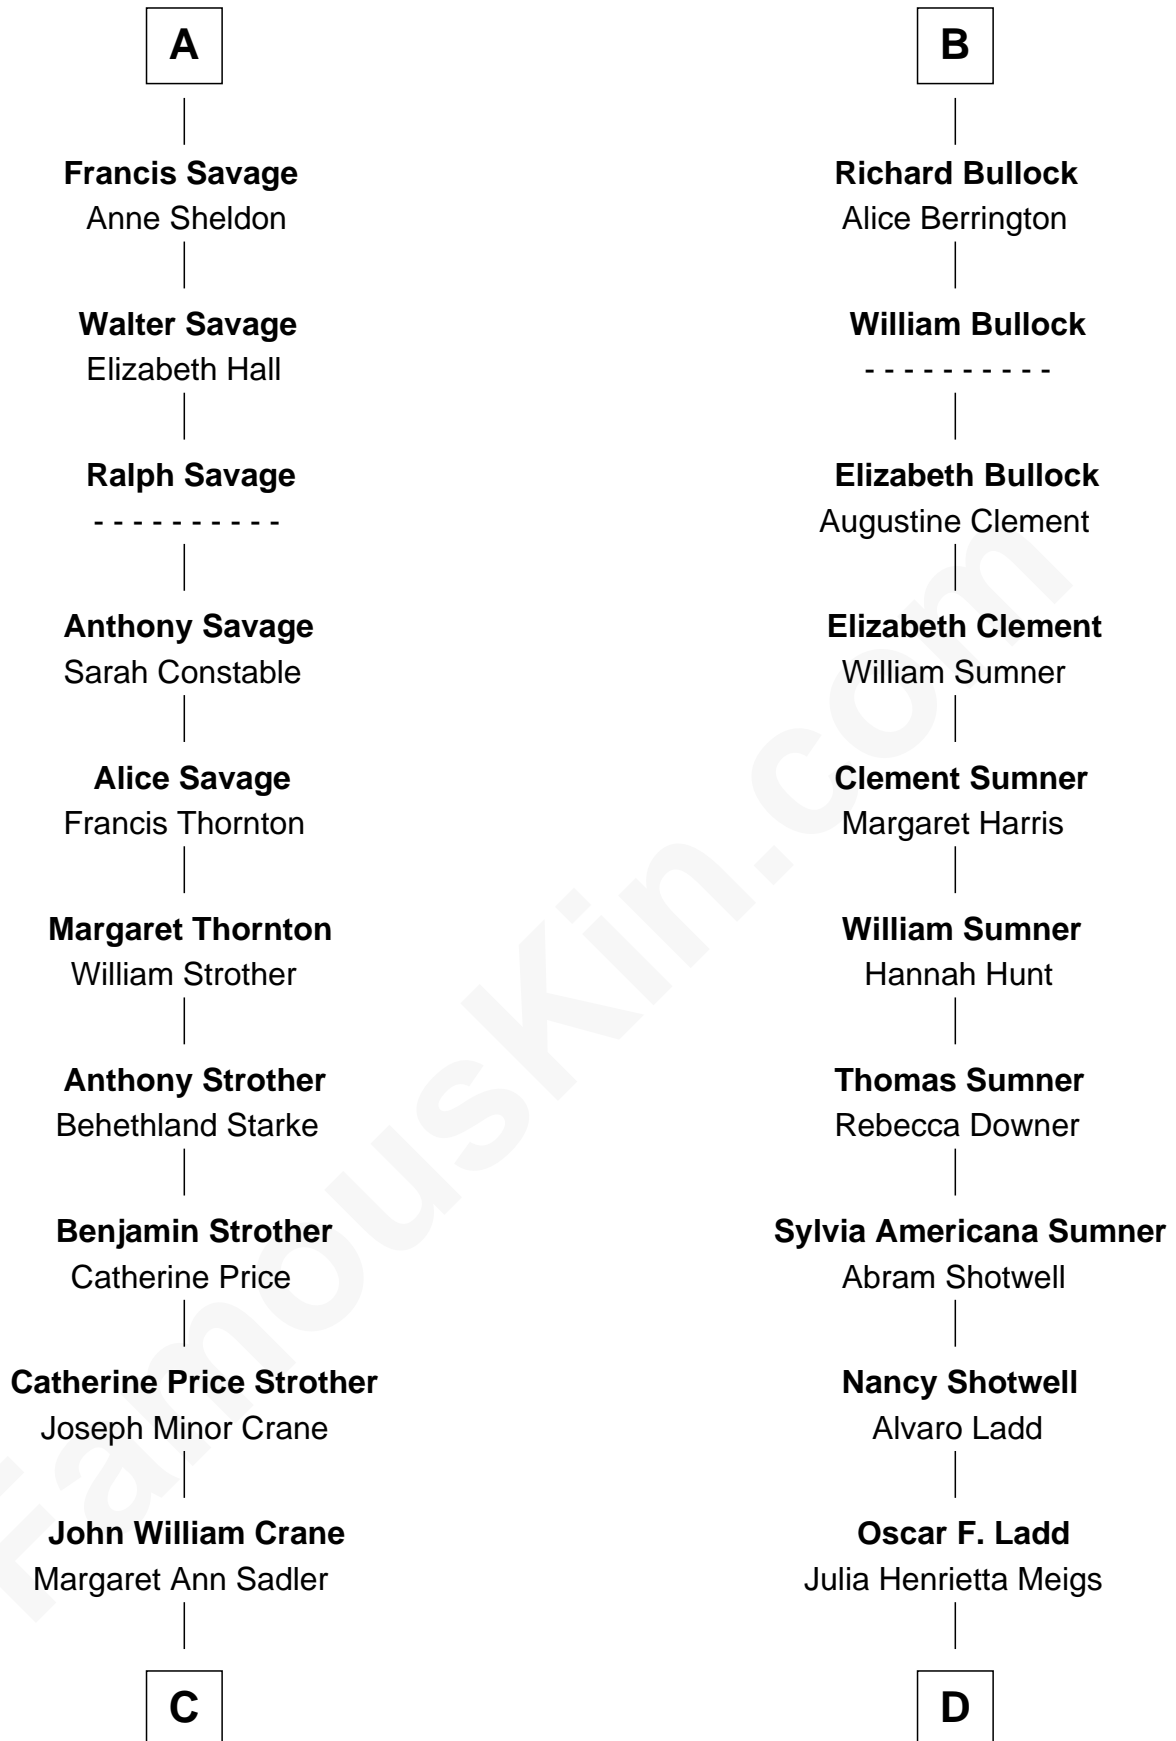 A
Francis Savage
Anne Sheldon
Walter Savage
Elizabeth Hall
Ralph Savage
- - - - - - - - - -
Anthony Savage
Sarah Constable
Alice Savage
Francis Thornton
Margaret Thornton
William Strother
Anthony Strother
Behethland Starke
Benjamin Strother
Catherine Price
Catherine Price Strother
Joseph Minor Crane
John William Crane
Margaret Ann Sadler
C
B
Richard Bullock
Alice Berrington
William Bullock
- - - - - - - - - -
Elizabeth Bullock
Augustine Clement
Elizabeth Clement
William Sumner
Clement Sumner
Margaret Harris
William Sumner
Hannah Hunt
Thomas Sumner
Rebecca Downer
Sylvia Americana Sumner
Abram Shotwell
Nancy Shotwell
Alvaro Ladd
Oscar F. Ladd
Julia Henrietta Meigs
D
FamousKin.com